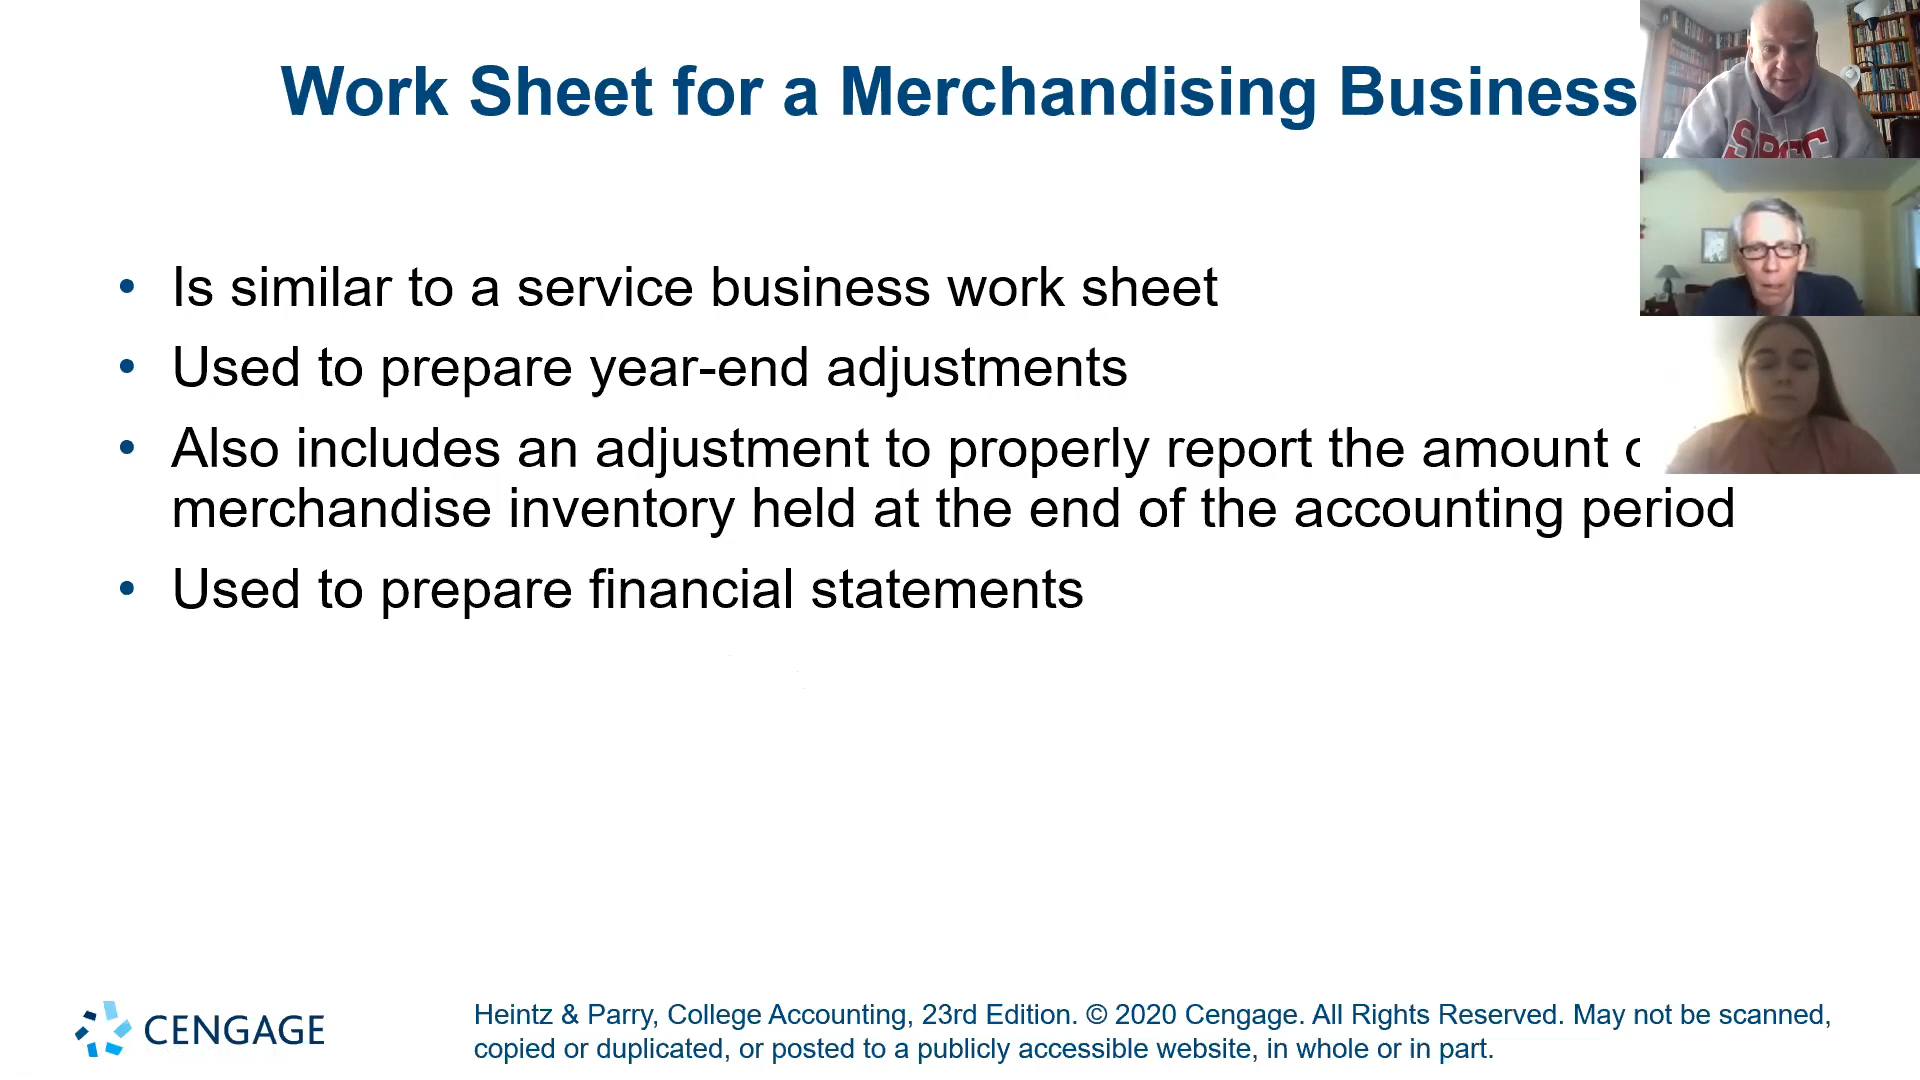 Work Sheet for a Merchandising Business
• Is similar to a service business work sheet
• Used to prepare year-end adjustments
• Also includes an adjustment to properly report the amount
merchandise inventory held at the end of the accounting period
• Used to prepare financial statements
CENGAGE
Heintz & Parry, College Accounting, 23rd Edition. © 2020 Cengage. All Rights Reserved. May not be scanned,
copied or duplicated, or posted to a publicly accessible website, in whole or in part.